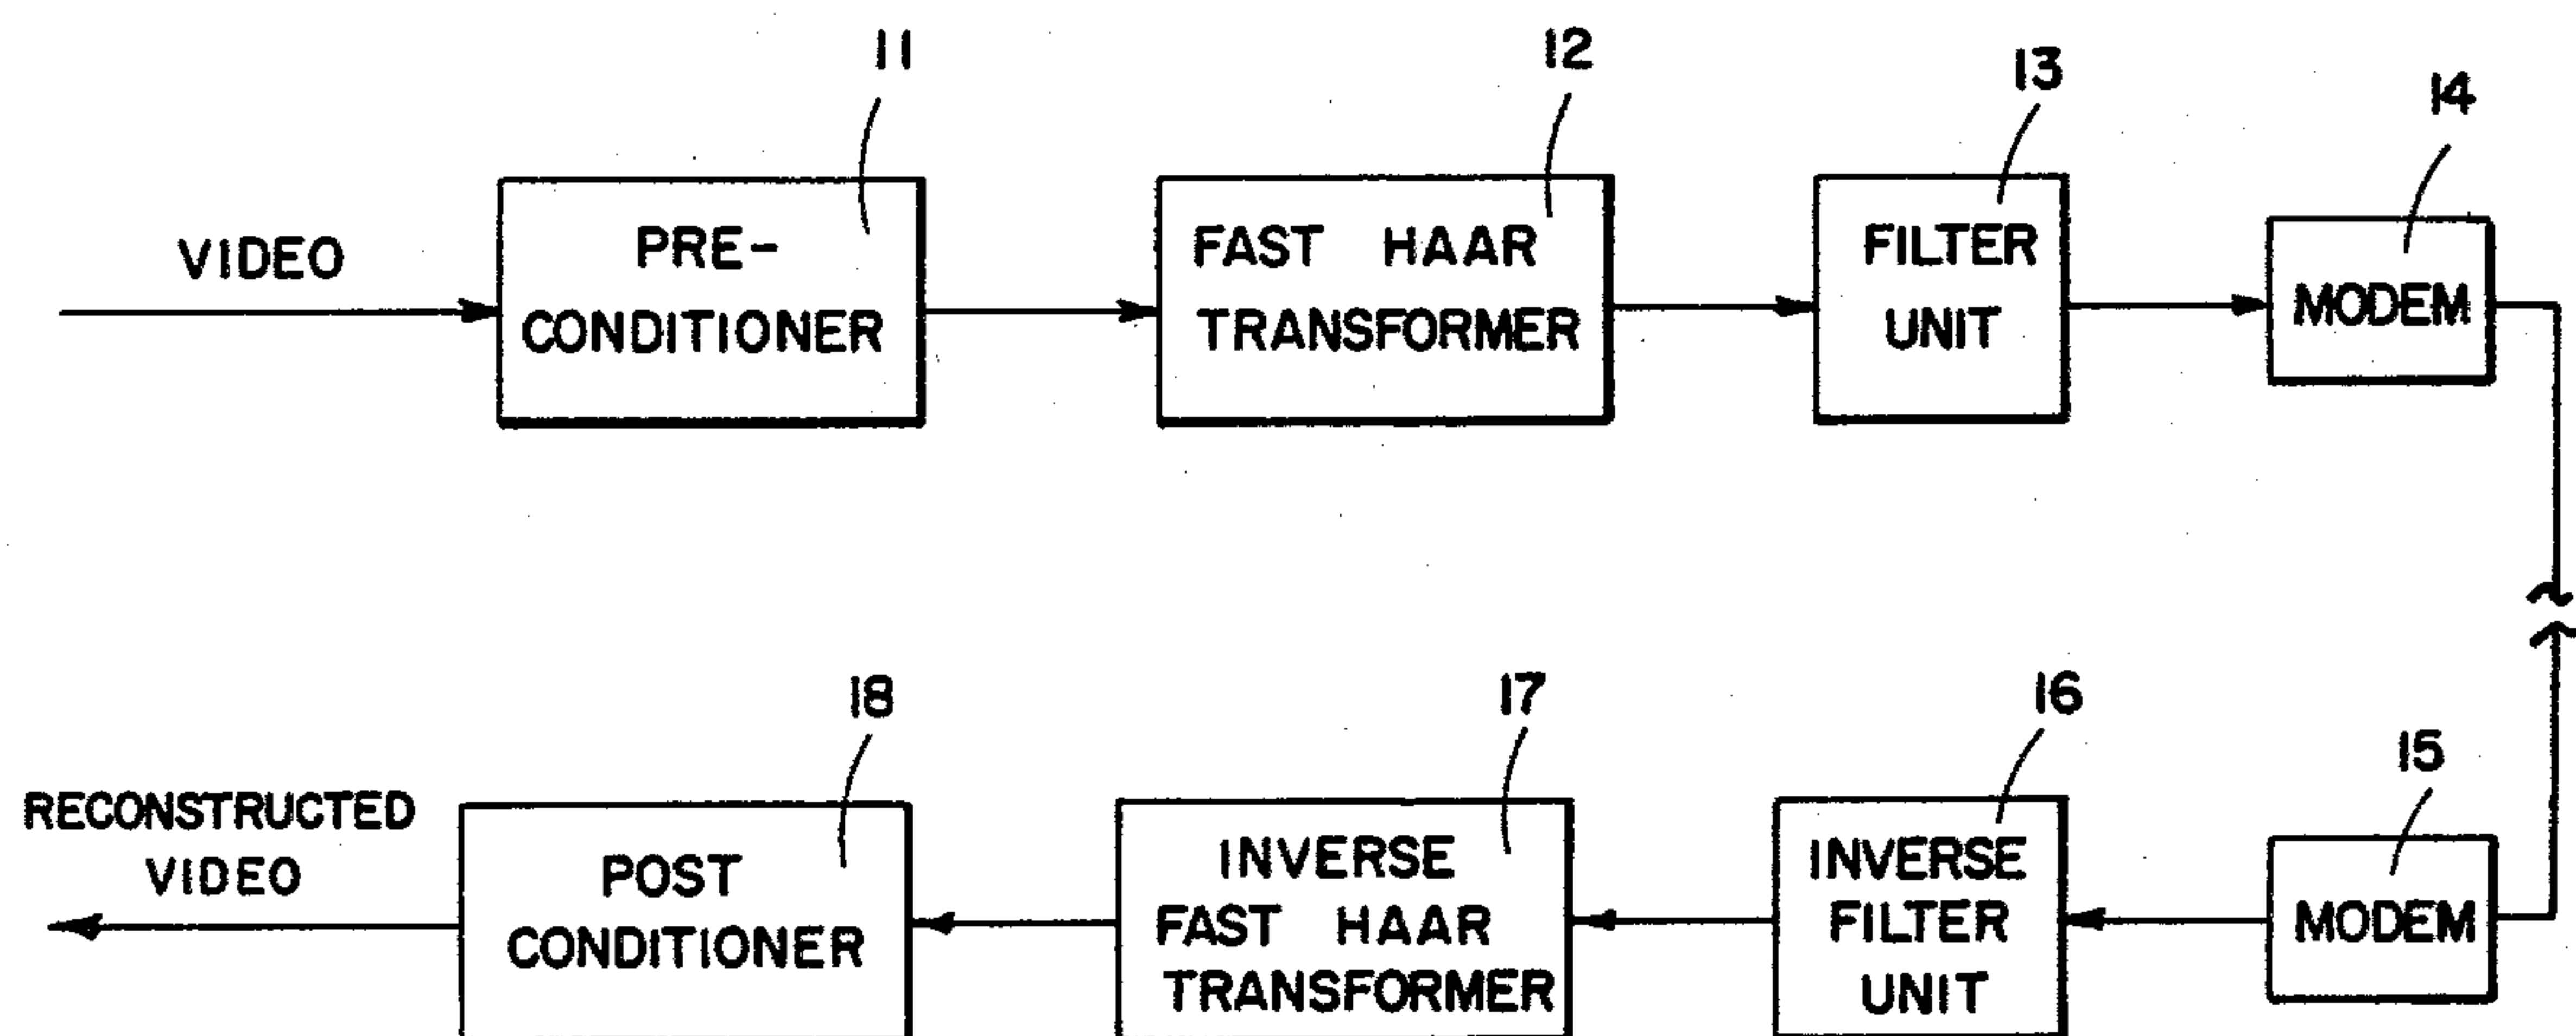 11
12
13
14
VIDEO
PRE-
CONDITIONER
FAST HAAR
TRANSFORMER
FILTER
UNIT
MODEM
18
17
16
15
RECONSTRUCTED
VIDEO
POST
CONDITIONER
INVERSE
FAST HAAR
TRANSFORMER
INVERSE
FILTER
UNIT
MODEM